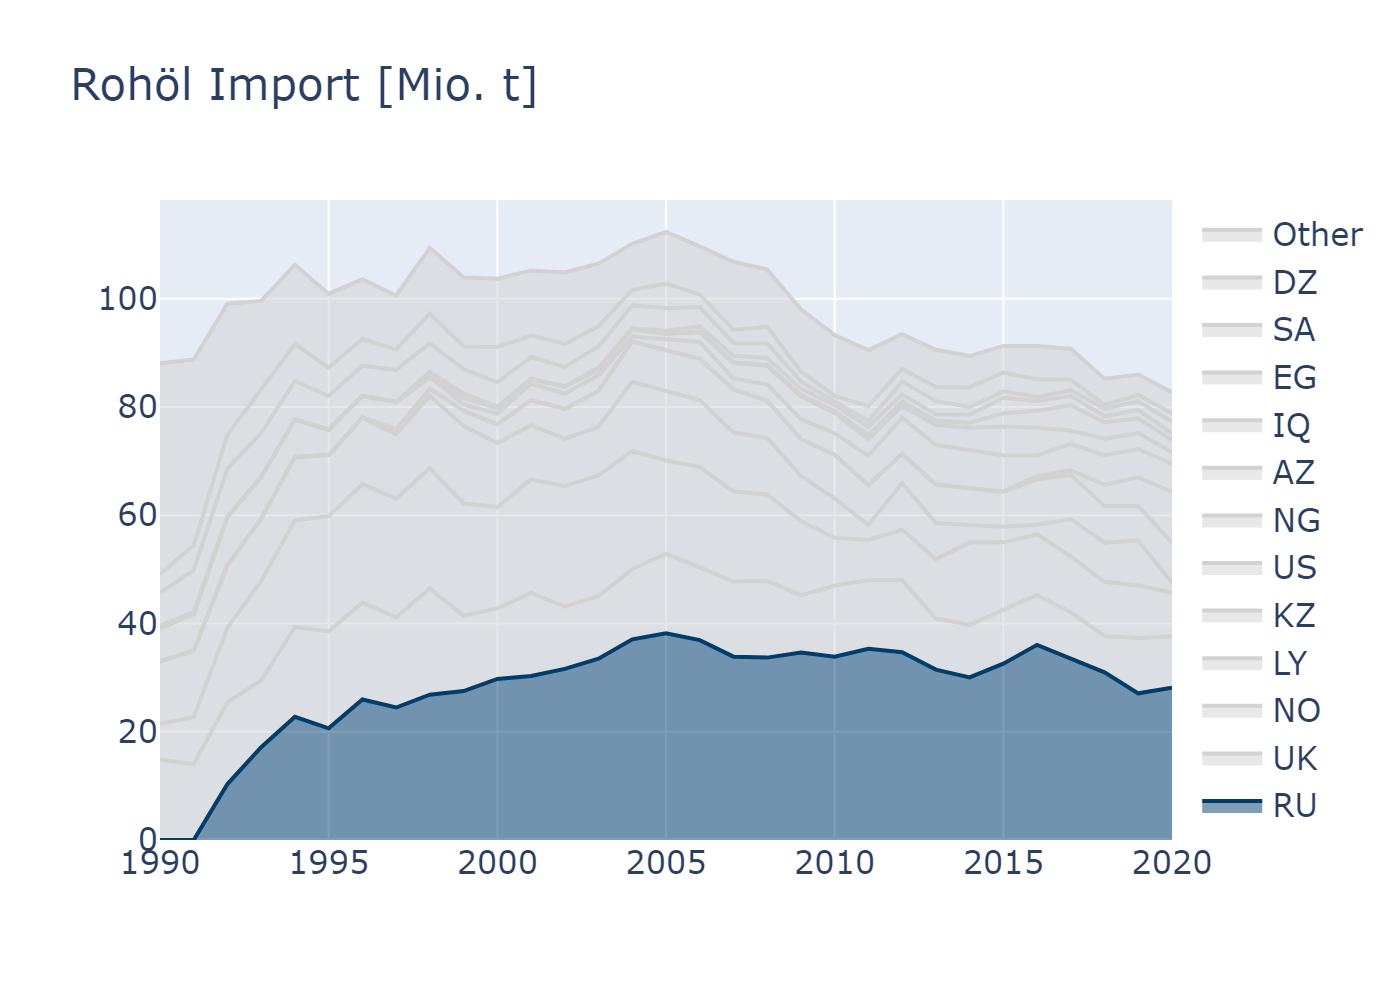 Rohöl Import [Mio. t]
100
80
60
40
20
0
1990
1995
2000
2005
2010
2015
2020
Other
DZ
SA
EG
IQ
AZ
NG
US
KZ
LY
NO
UK
RU